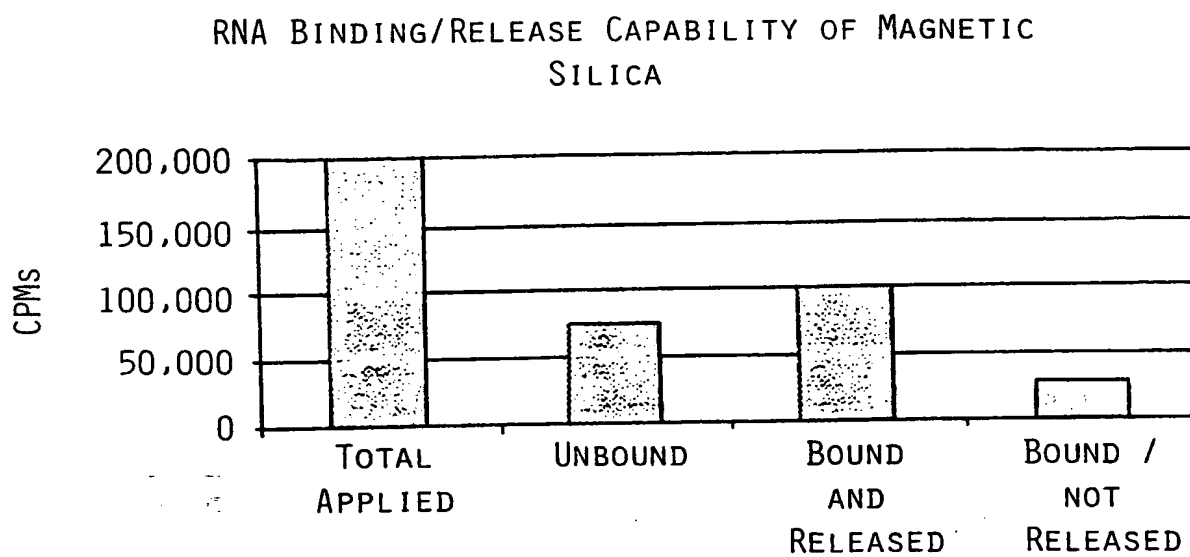 RNA BINDING/RELEASE CAPABILITY OF MAGNETIC
SILICA
200,000
150,000
100,000
50,000
0
CPMs
TOTAL
APPLIED
UNBOUND
BOUND
AND
RELEASED
BOUND /
NOT
RELEASED